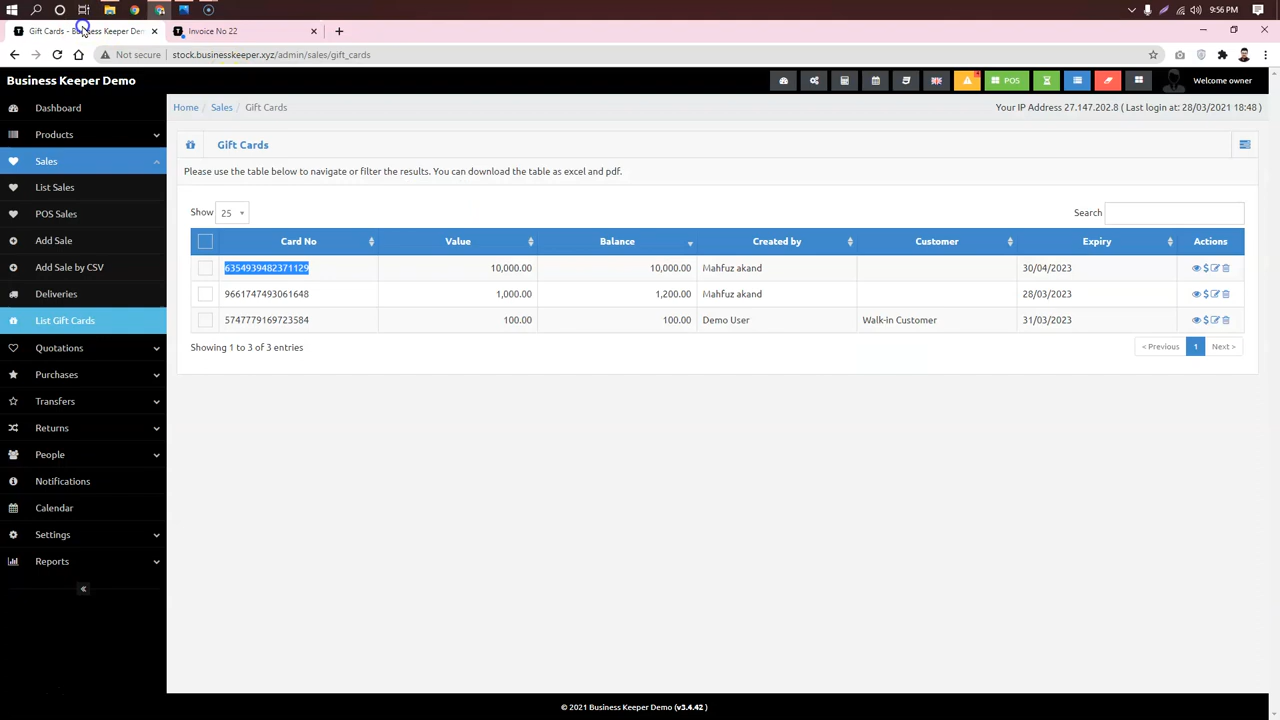 9:56 PM
Gift Cards - Business Keeper De
Invoice No 22
Not secure
stock.businesskeeper.xyz/admin/sales/gift_cards
Business Keeper Demo
POS
Welcome owner
Dashboard
Products
Sales
List Sales
POS Sales
Add Sale
Add Sale by CSV
Deliveries
List Gift Cards
Quotations
Purchases
Transfers
Returns
People
Notifications
Calendar
Settings
Reports
Home / Sales / Gift Cards
Your IP Address 27.147.202.8 ( Last login at: 28/03/2021 18:48 )
Gift Cards
Please use the table below to navigate or filter the results. You can download the table as excel and pdf.
Show 25
Search
Card No Value Balance Created by Customer Expiry Actions
6354939482371129 10,000.00 10,000.00 Mahfuz akand 30/04/2023
9661747493061648 1,000.00 1,200.00 Mahfuz akand 28/03/2023
5747779169723584 100.00 100.00 Demo User Walk-in Customer 31/03/2023
Showing 1 to 3 of 3 entries
< Previous 1 Next >
© 2021 Business Keeper Demo (v3.4.42 )